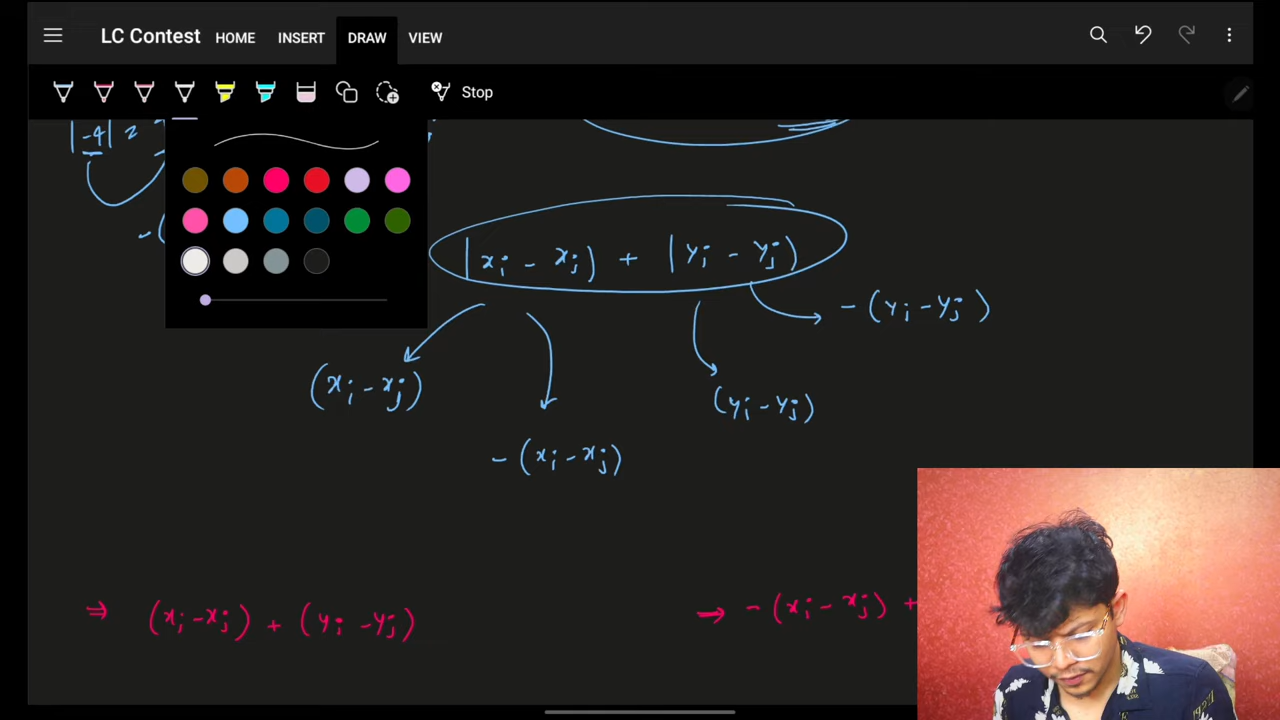 LC Contest HOME INSERT DRAW VIEW
Stop
|-4| =
-(
|xi - xj) + |yi - yj)
-(yi - yj)
(xi - xj)
(yi - yj)
-(xi - xj)
⇒ (xi - xj) + (yi - yj)
→ -(xi - xj) +